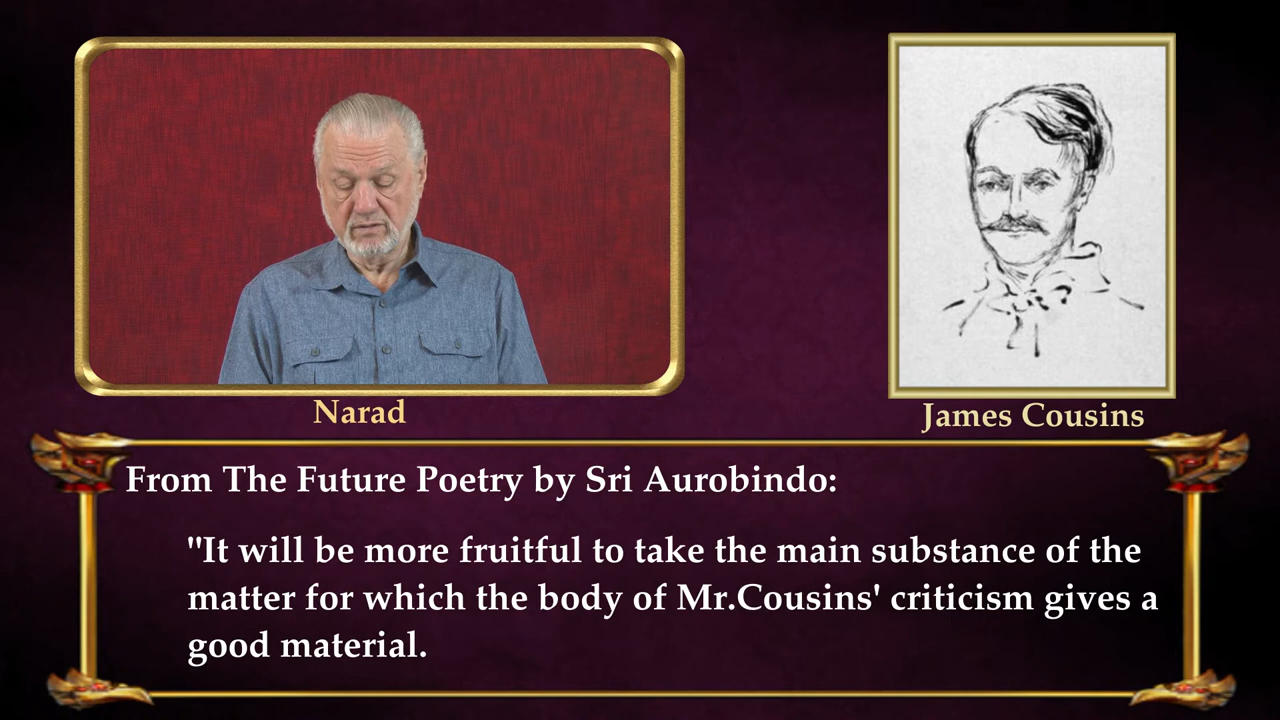 Narad
James Cousins
From The Future Poetry by Sri Aurobindo:
"It will be more fruitful to take the main substance of the
matter for which the body of Mr.Cousins' criticism gives a
good material.